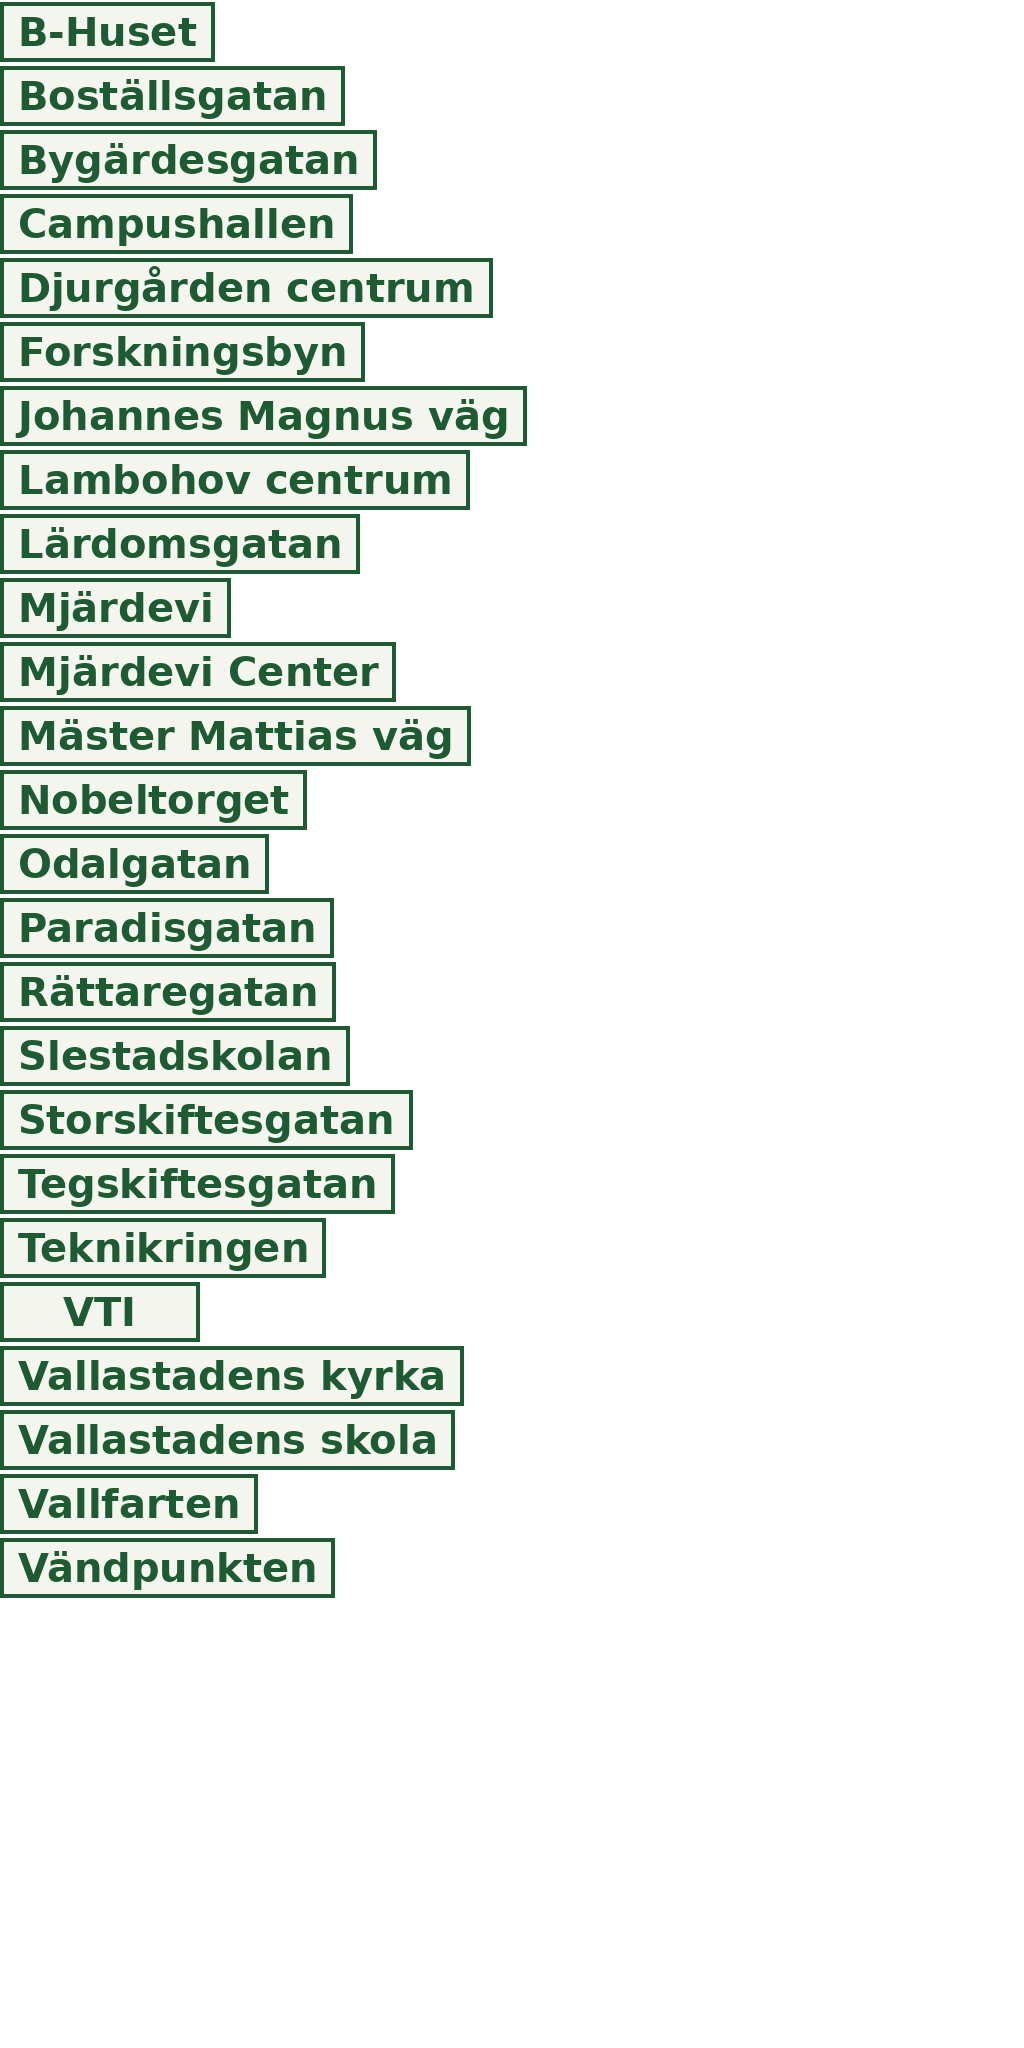 B-Huset
Boställsgatan
Bygärdesgatan
Campushallen
Djurgården centrum
Forskningsbyn
Johannes Magnus väg
Lambohov centrum
Lärdomsgatan
Mjärdevi
Mjärdevi Center
Mäster Mattias väg
Nobeltorget
Odalgatan
Paradisgatan
Rättaregatan
Slestadskolan
Storskiftesgatan
Tegskiftesgatan
Teknikringen
VTI
Vallastadens kyrka
Vallastadens skola
Vallfarten
Vändpunkten